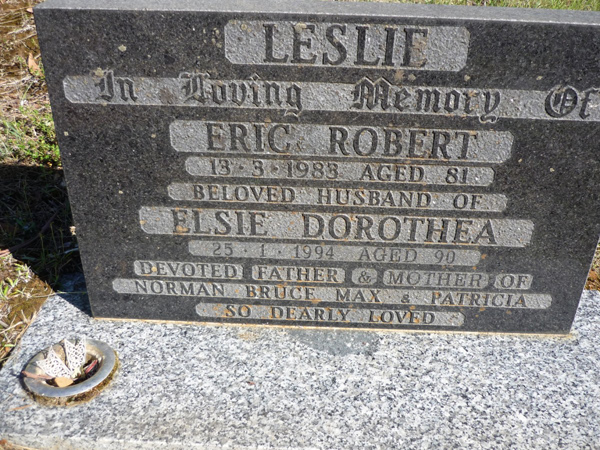 LESLIE
In Loving Memory Of
ERIC ROBERT
13·3·1983 AGED 81
BELOVED HUSBAND OF
ELSIE DOROTHEA
25·1·1994 AGED 90
DEVOTED FATHER & MOTHER OF
NORMAN BRUCE MAX & PATRICIA
SO DEARLY LOVED